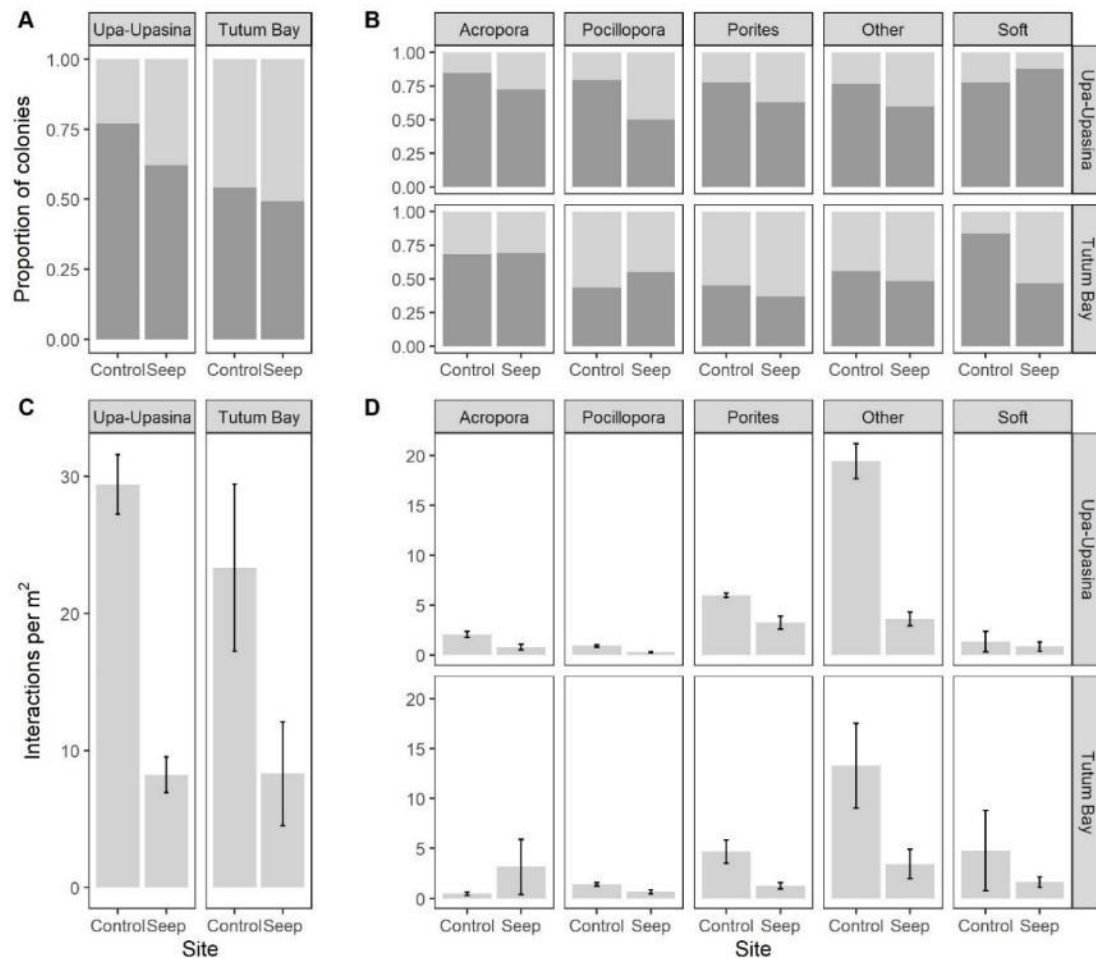 A
Upa-Upasina Tutum Bay
1.00
0.75
0.50
0.25
0.00
Proportion of colonies
Control Seep Control Seep
B
Acropora Pocillopora Porites Other Soft
1.00
0.75
0.50
0.25
0.00
Upa-Upasina
1.00
0.75
0.50
0.25
0.00
Tutum Bay
Control Seep Control Seep Control Seep Control Seep Control Seep
C
Upa-Upasina Tutum Bay
30
20
10
0
Interactions per m²
Control Seep Control Seep
Site
D
Acropora Pocillopora Porites Other Soft
20
15
10
5
0
Upa-Upasina
20
15
10
5
0
Tutum Bay
Control Seep Control Seep Control Seep Control Seep Control Seep
Site